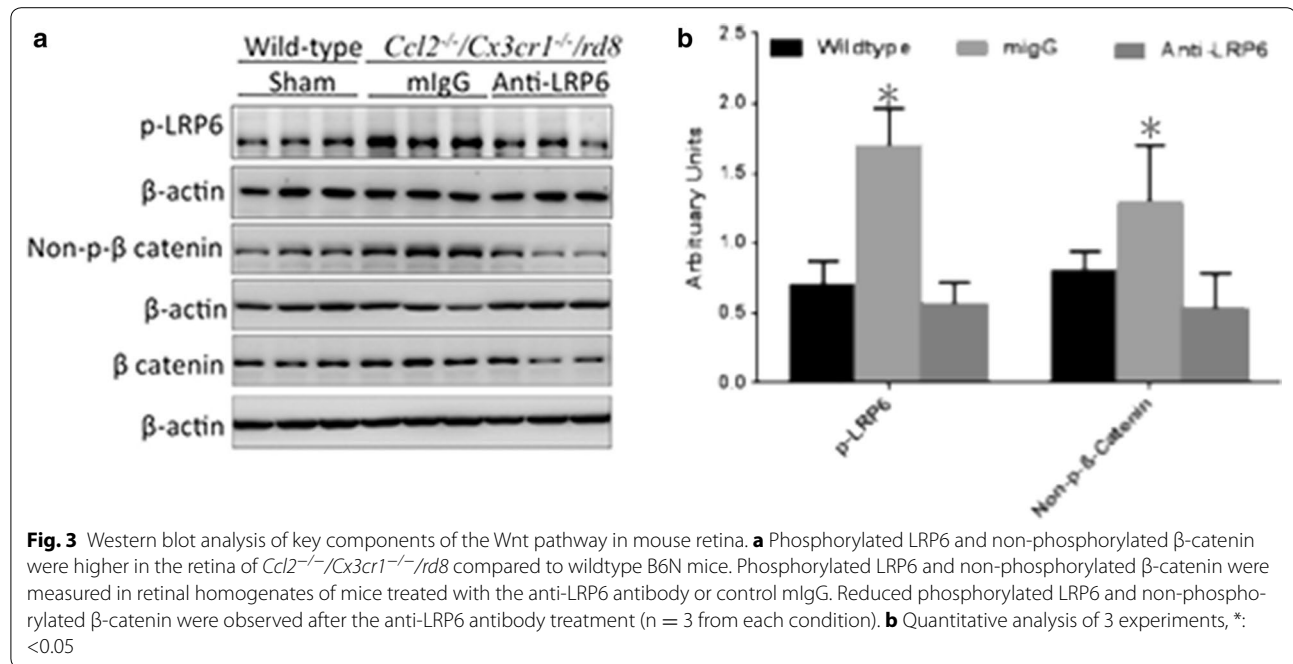 a
Wild-type Ccl2-/-/Cx3cr1-/-/rd8
Sham mIgG Anti-LRP6
p-LRP6
β-actin
Non-p-β catenin
β-actin
β catenin
β-actin
b
2.5
2.0
1.5
1.0
0.5
0.0
Arbituary Units
Wildtype mIgG Anti-LRP6
*
*
p-LRP6
Non-p-ß-Catenin
Fig. 3 Western blot analysis of key components of the Wnt pathway in mouse retina. a Phosphorylated LRP6 and non-phosphorylated β-catenin
were higher in the retina of Ccl2−/−/Cx3cr1−/−/rd8 compared to wildtype B6N mice. Phosphorylated LRP6 and non-phosphorylated β-catenin were
measured in retinal homogenates of mice treated with the anti-LRP6 antibody or control mIgG. Reduced phosphorylated LRP6 and non-phospho-
rylated β-catenin were observed after the anti-LRP6 antibody treatment (n = 3 from each condition). b Quantitative analysis of 3 experiments, *:
<0.05